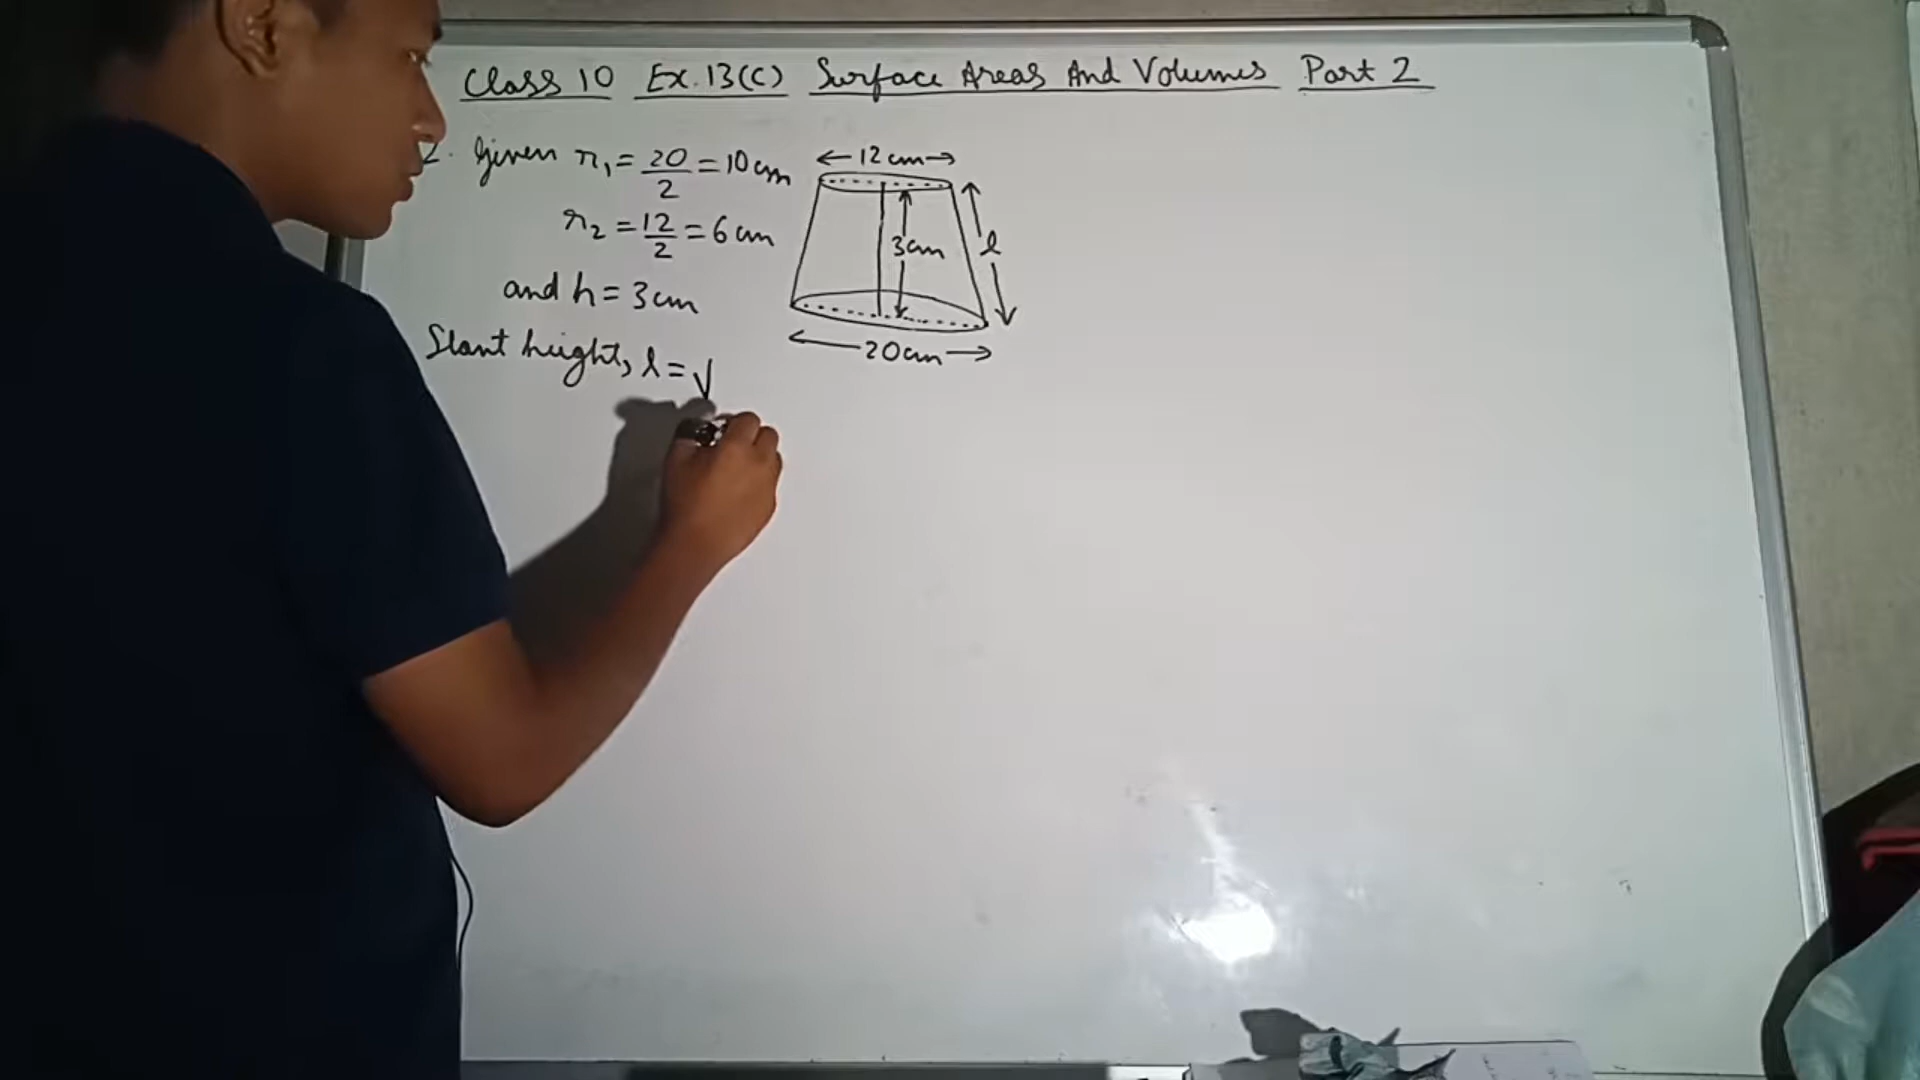 Class 10 Ex. 13(C) Surface Areas And Volumes Part 2
2. Given r₁ = 20/2 = 10 cm
r₂ = 12/2 = 6 cm
and h = 3 cm
Slant height, l = √
12 cm
3 cm
l
20 cm